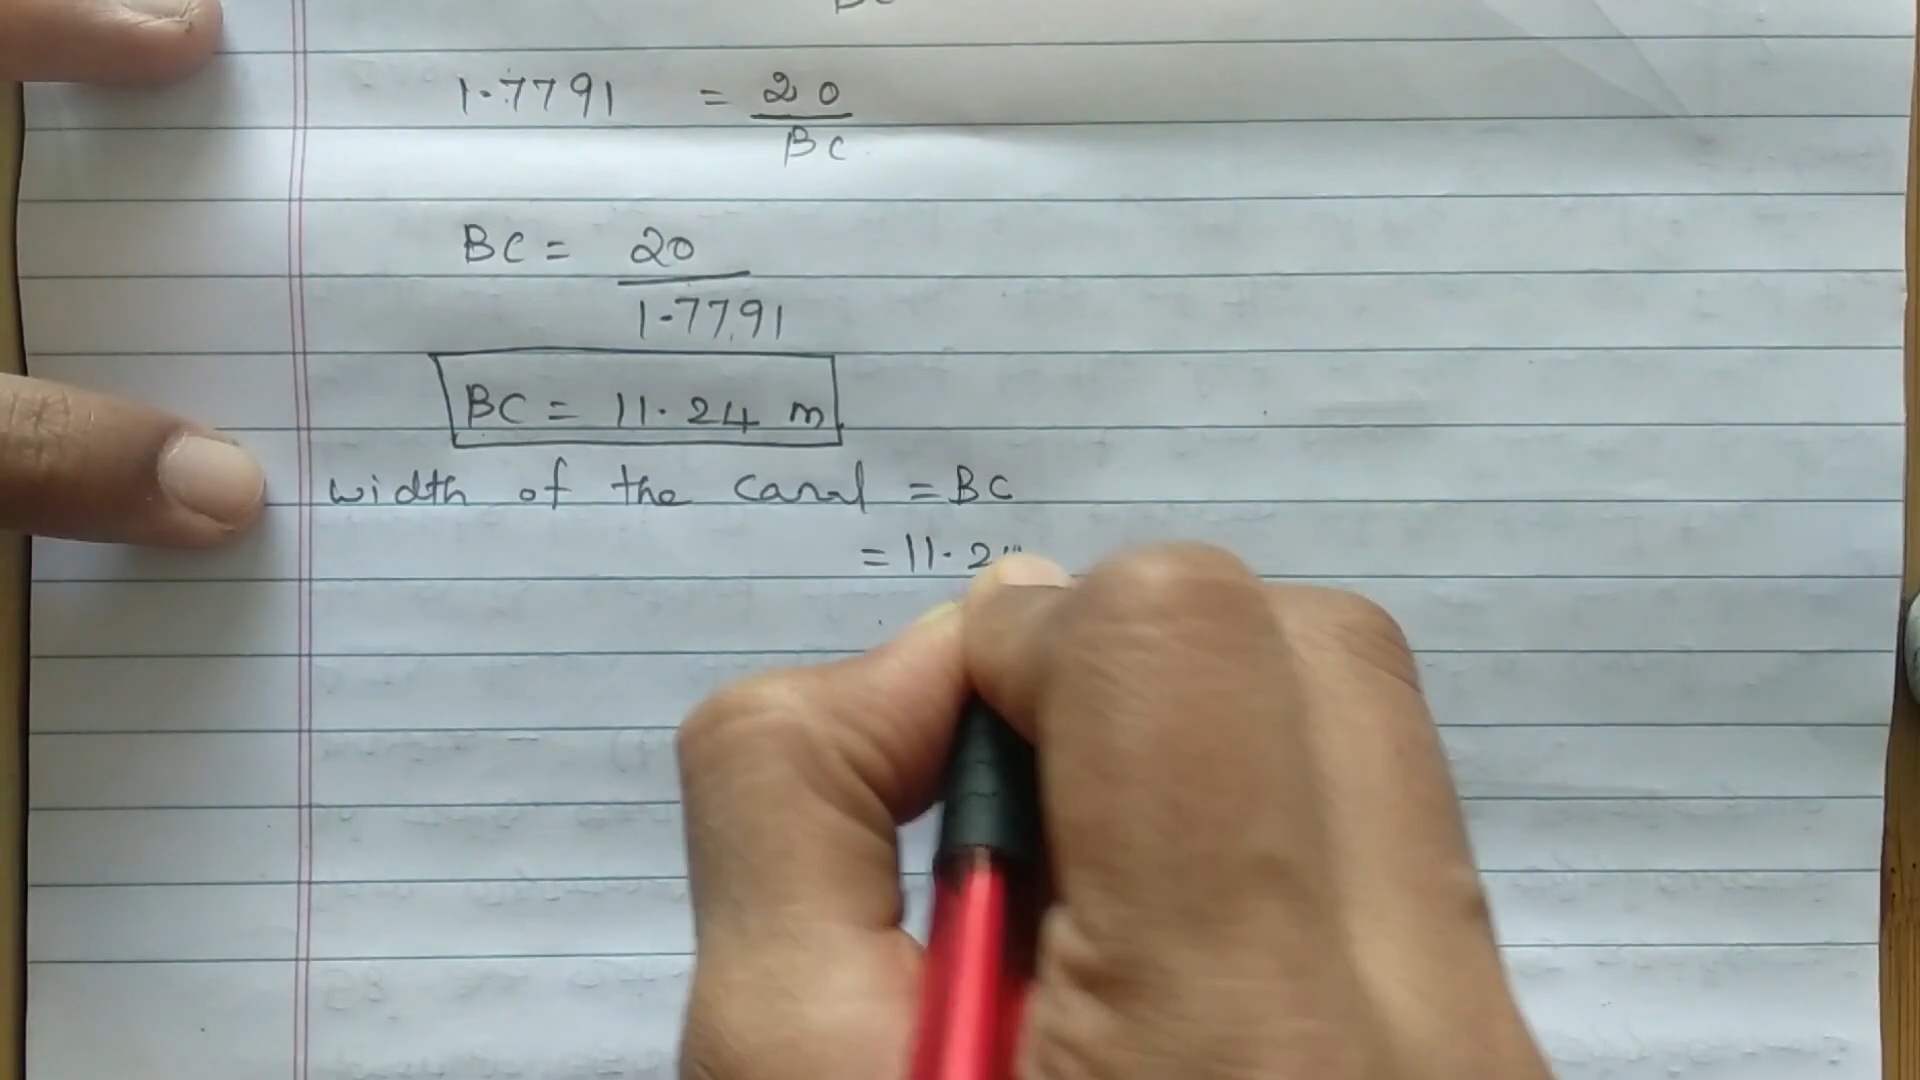 1.7791 = 20
BC
BC = 20
1.7791
BC = 11.24 m
width of the canal = BC
= 11.2